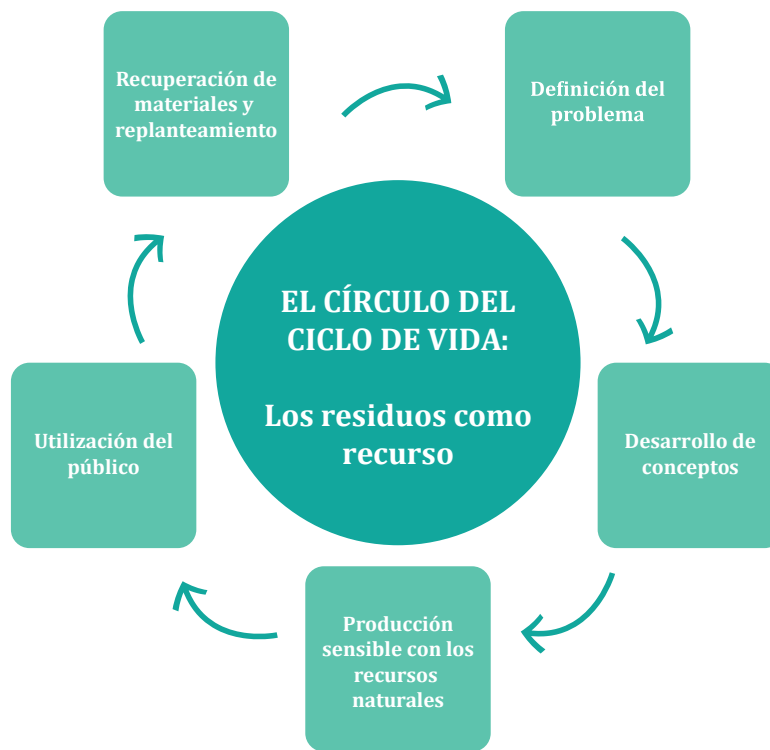 Recuperación de
materiales y
replanteamiento
Definición del
problema
EL CÍRCULO DEL
CICLO DE VIDA:
Los residuos como
recurso
Utilización del
público
Desarrollo de
conceptos
Producción
sensible con los
recursos
naturales